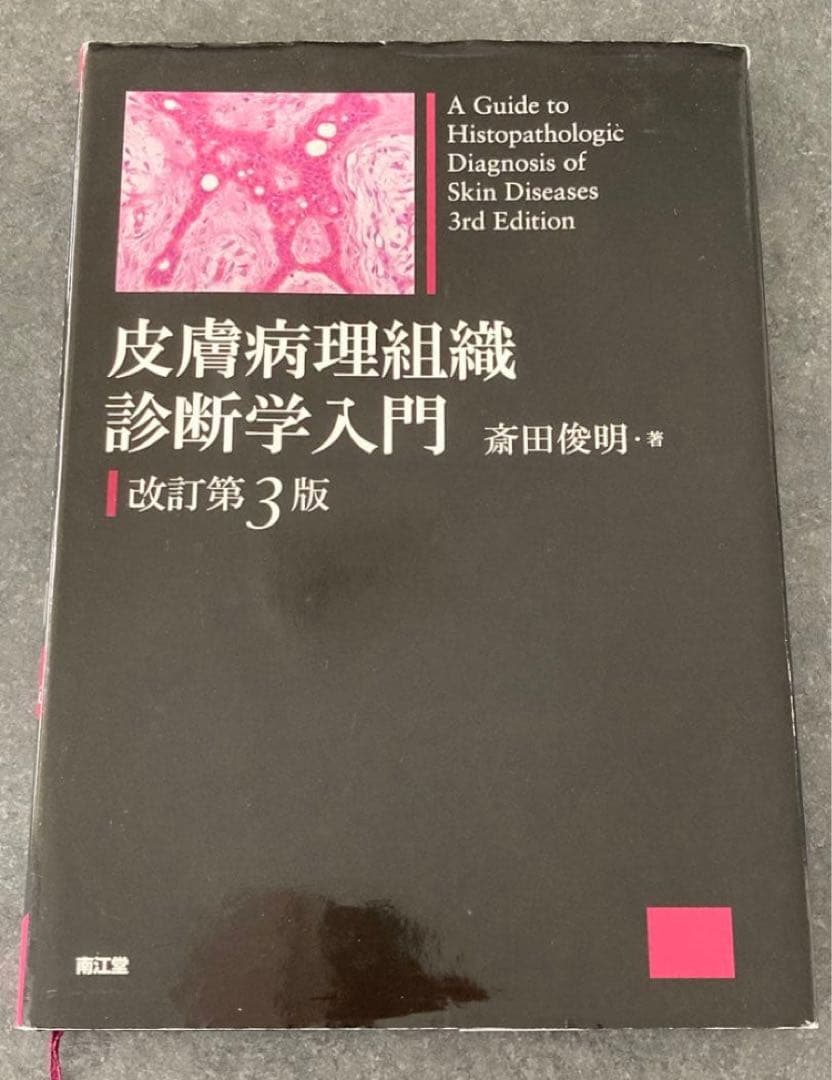 A Guide to
Histopathologic
Diagnosis of
Skin Diseases
3rd Edition
皮膚病理組織
診断学入門 斎田俊明・著
改訂第3版
南江堂